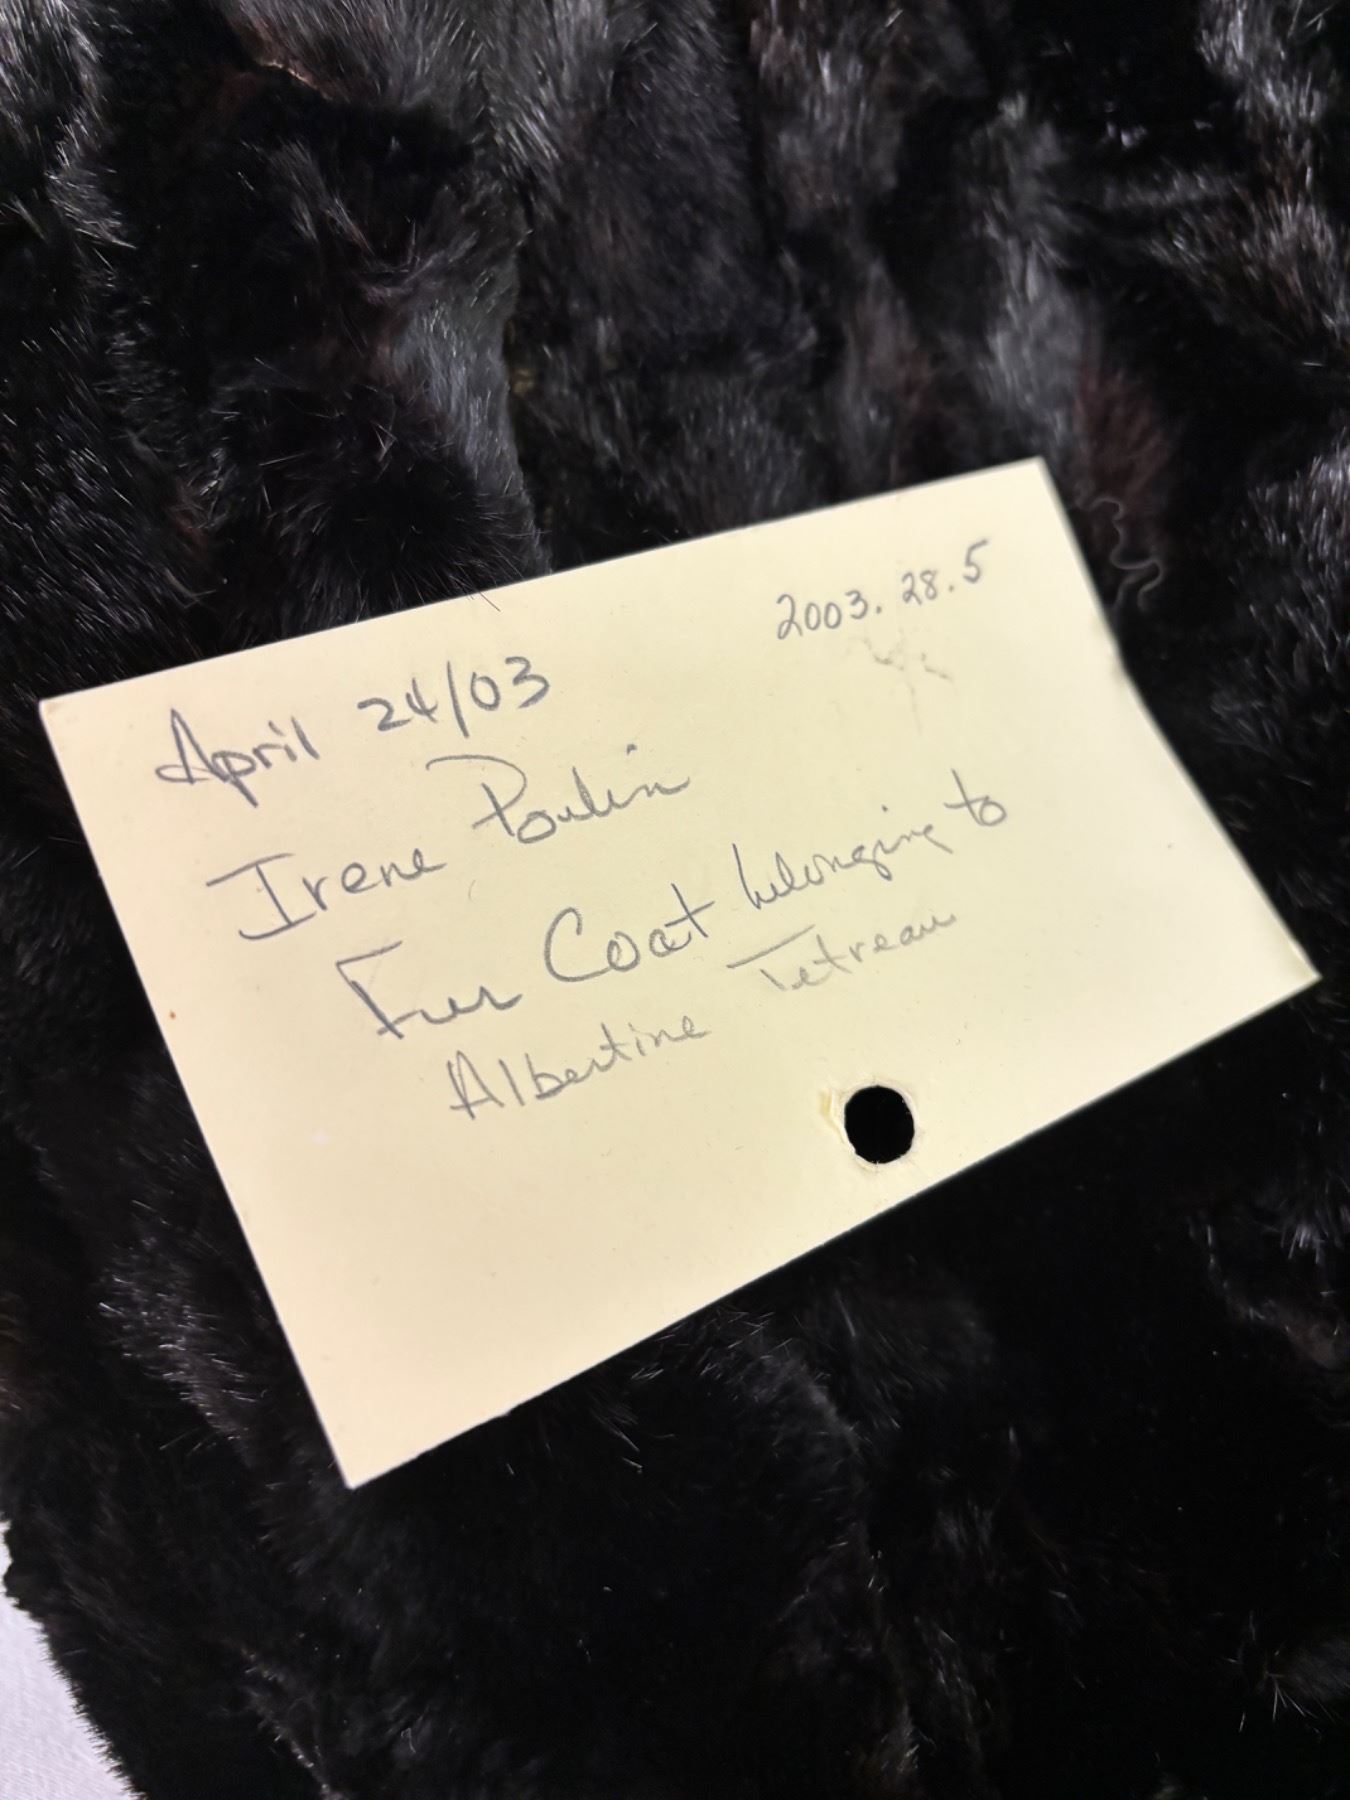 2003.28.5
April 24/03
Irene Poulin
Fur Coat belonging to
Albertine Tetreau